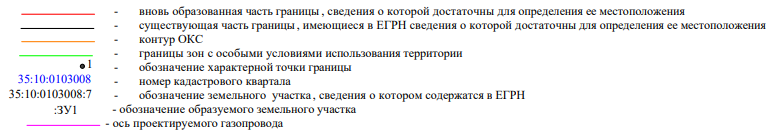 - вновь образованная часть границы, сведения о которой достаточны для определения ее местоположения
- существующая часть границы, имеющиеся в ЕГРН сведения о которой достаточны для определения ее местоположения
- контур ОКС
- границы зон с особыми условиями использования территории
1 - обозначение характерной точки границы
35:10:0103008 - номер кадастрового квартала
35:10:0103008:7 - обозначение земельного участка, сведения о котором содержатся в ЕГРН
:ЗУ1 - обозначение образуемого земельного участка
- ось проектируемого газопровода